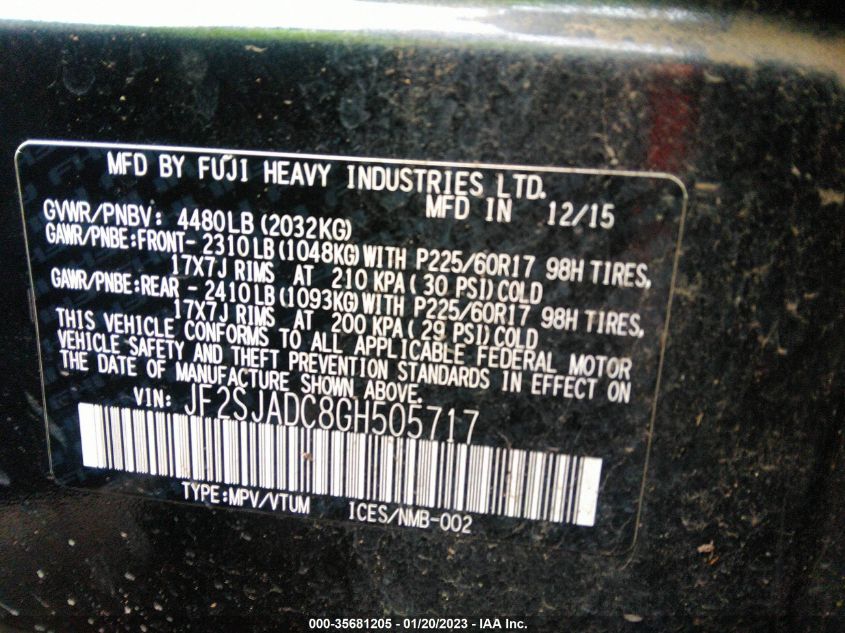 MFD BY FUJI HEAVY INDUSTRIES LTD.
MFD IN 12/15
GVWR/PNBV: 4480LB (2032KG)
GAWR/PNBE:FRONT- 2310LB (1048KG) WITH P225/60R17 98H TIRES,
17X7J RIMS AT 210 KPA ( 30 PSI) COLD
GAWR/PNBE:REAR - 2410LB (1093KG) WITH P225/60R17 98H TIRES,
17X7J RIMS AT 200 KPA ( 29 PSI) COLD
THIS VEHICLE CONFORMS TO ALL APPLICABLE FEDERAL MOTOR
VEHICLE SAFETY AND THEFT PREVENTION STANDARDS IN EFFECT ON
THE DATE OF MANUFACTURE SHOWN ABOVE.
VIN: JF2SJADC8GH505717
TYPE:MPV/VTUM ICES/NMB-002
000-35681205 - 01/20/2023 - IAA Inc.